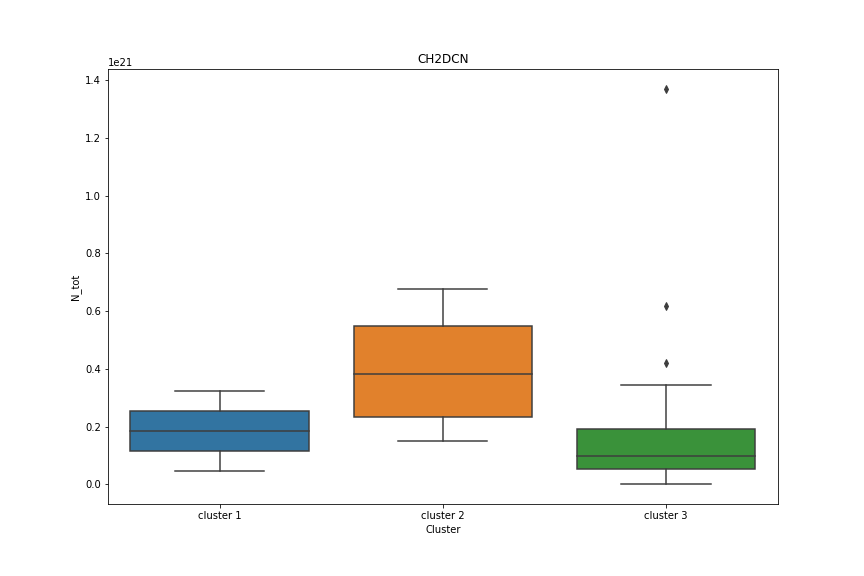 CH2DCN
1e21
1.4
1.2
1.0
0.8
0.6
0.4
0.2
0.0
N_tot
cluster 1
cluster 2
cluster 3
Cluster